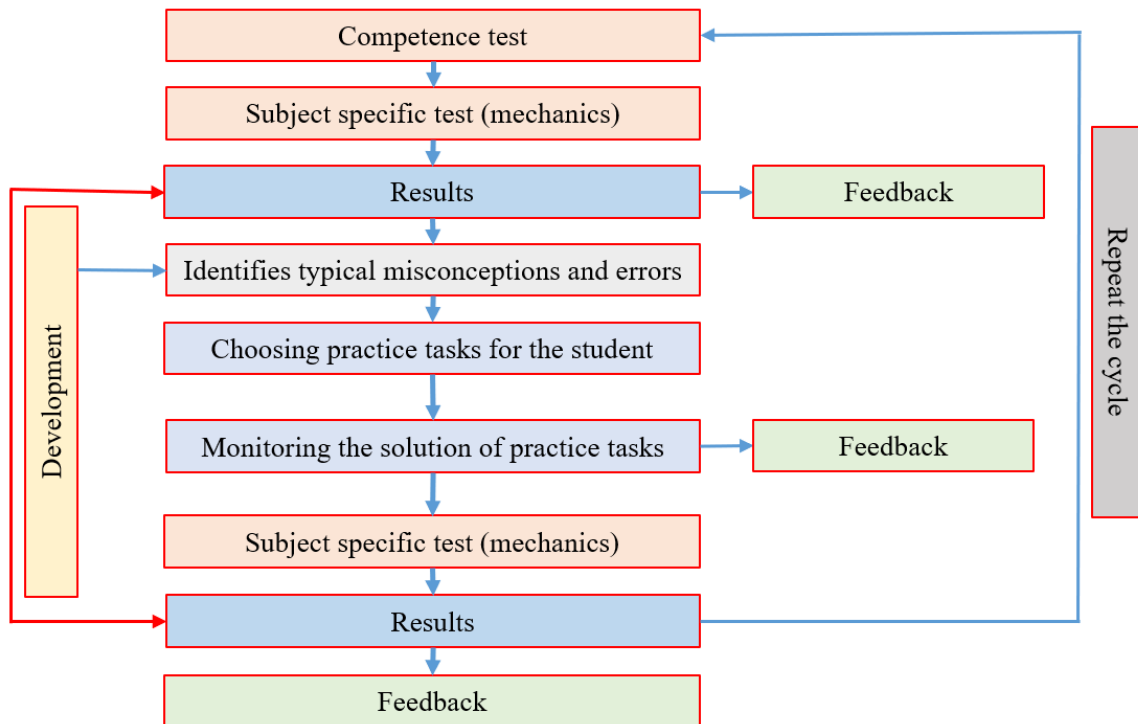 Competence test
Subject specific test (mechanics)
Results
Feedback
Identifies typical misconceptions and errors
Choosing practice tasks for the student
Monitoring the solution of practice tasks
Feedback
Subject specific test (mechanics)
Results
Feedback
Development
Repeat the cycle